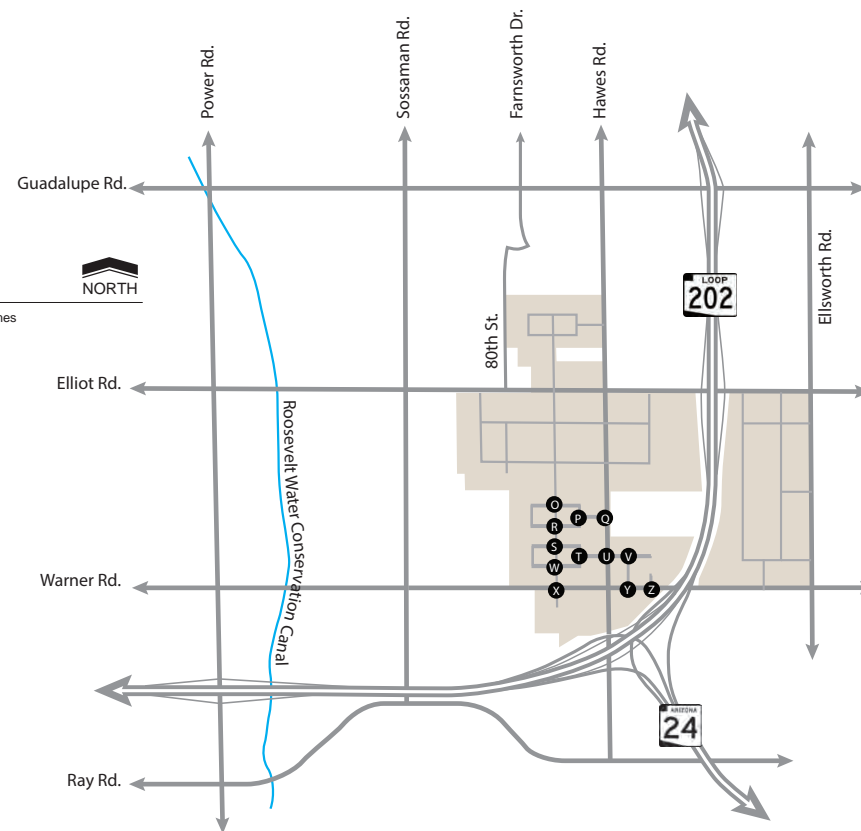 Power Rd.
Sossaman Rd.
Farnsworth Dr.
Hawes Rd.
Guadalupe Rd.
NORTH
nes
LOOP
202
Ellsworth Rd.
80th St.
Elliot Rd.
Roosevelt Water Conservation Canal
O
P
Q
R
S
T
U
V
W
Warner Rd.
X
Y
Z
ARIZONA
24
Ray Rd.